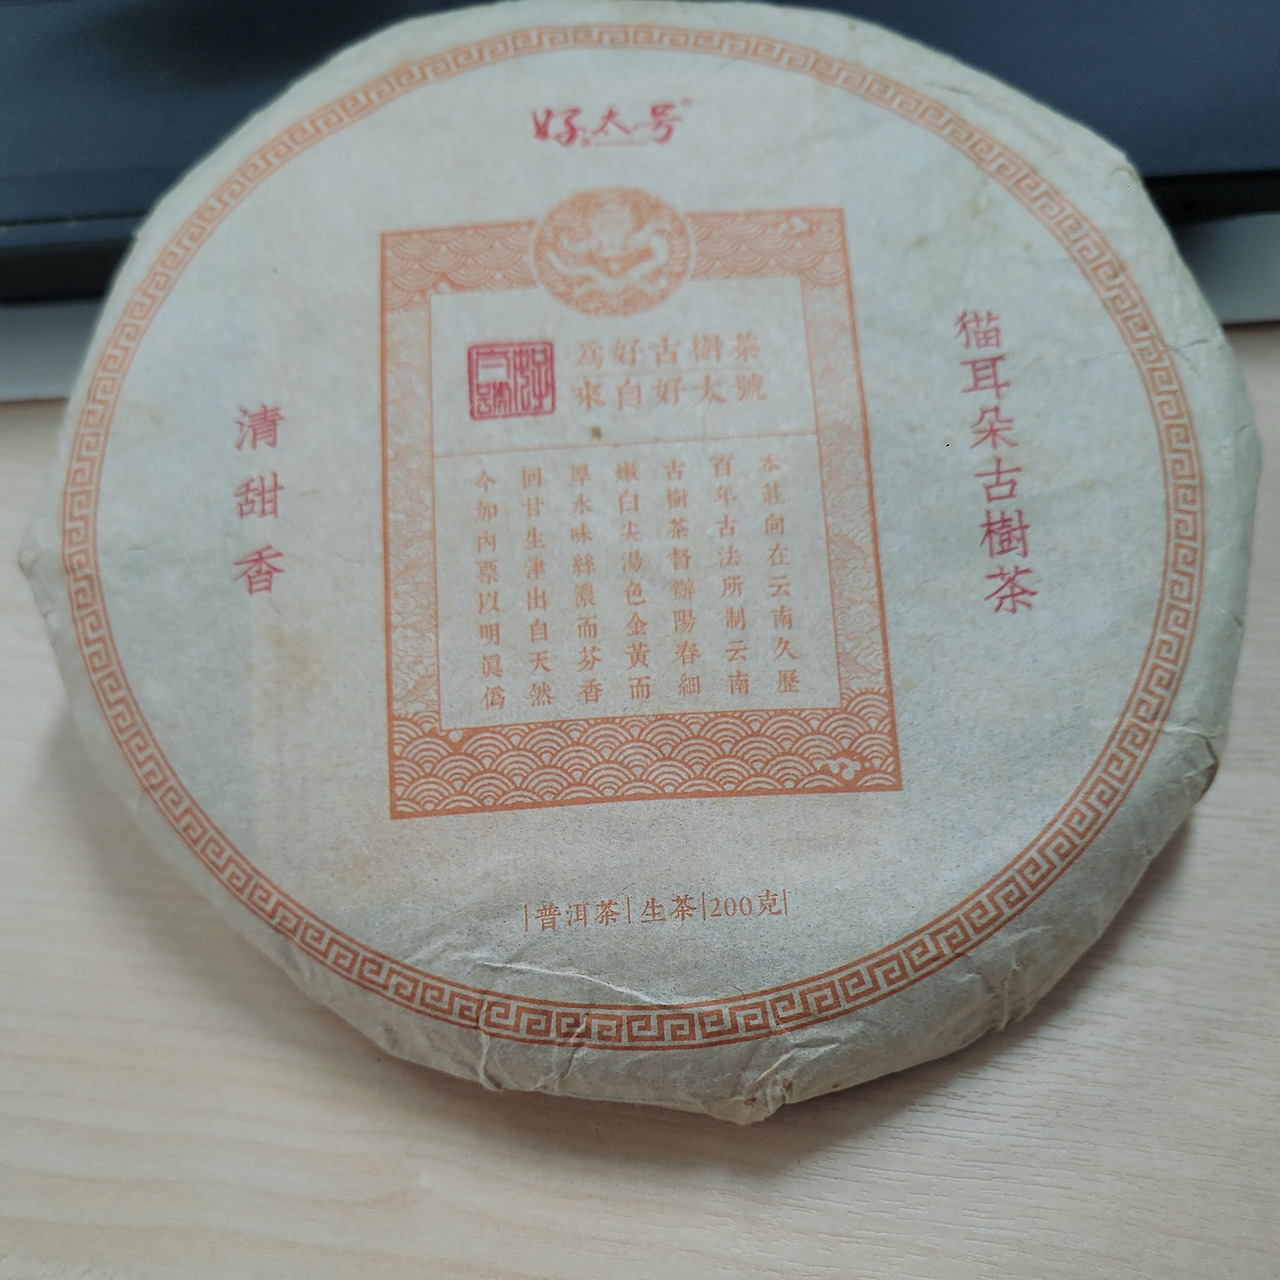 好太号
为好古樹茶
來自好太號
本莊向在云南久歷
百年古法所制云南
古樹茶督辦陽春細
嫩白尖湯色金黃而
厚水味絲濃而芬香
回甘生津出自天然
今加內票以明眞僞
猫耳朵古樹茶
清甜香
|普洱茶|生茶|200克|